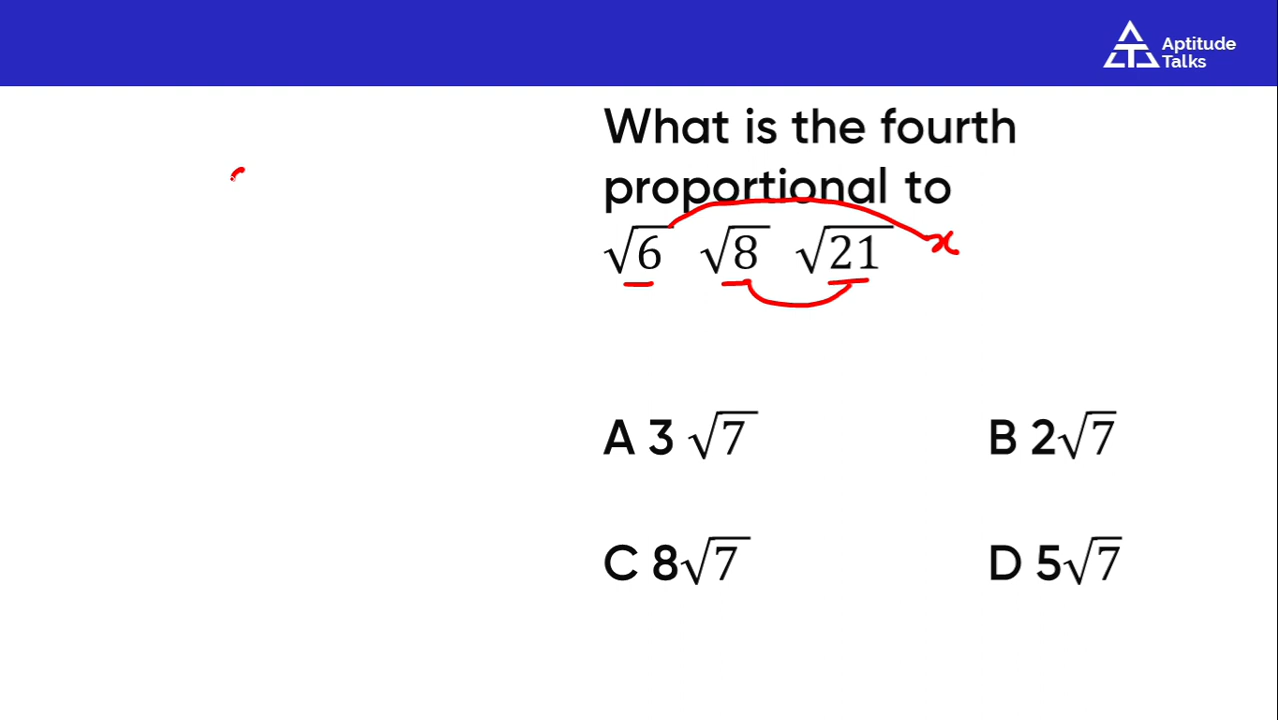 Aptitude
Talks
What is the fourth
proportional to
√6 √8 √21 x
A 3 √7
B 2√7
C 8√7
D 5√7